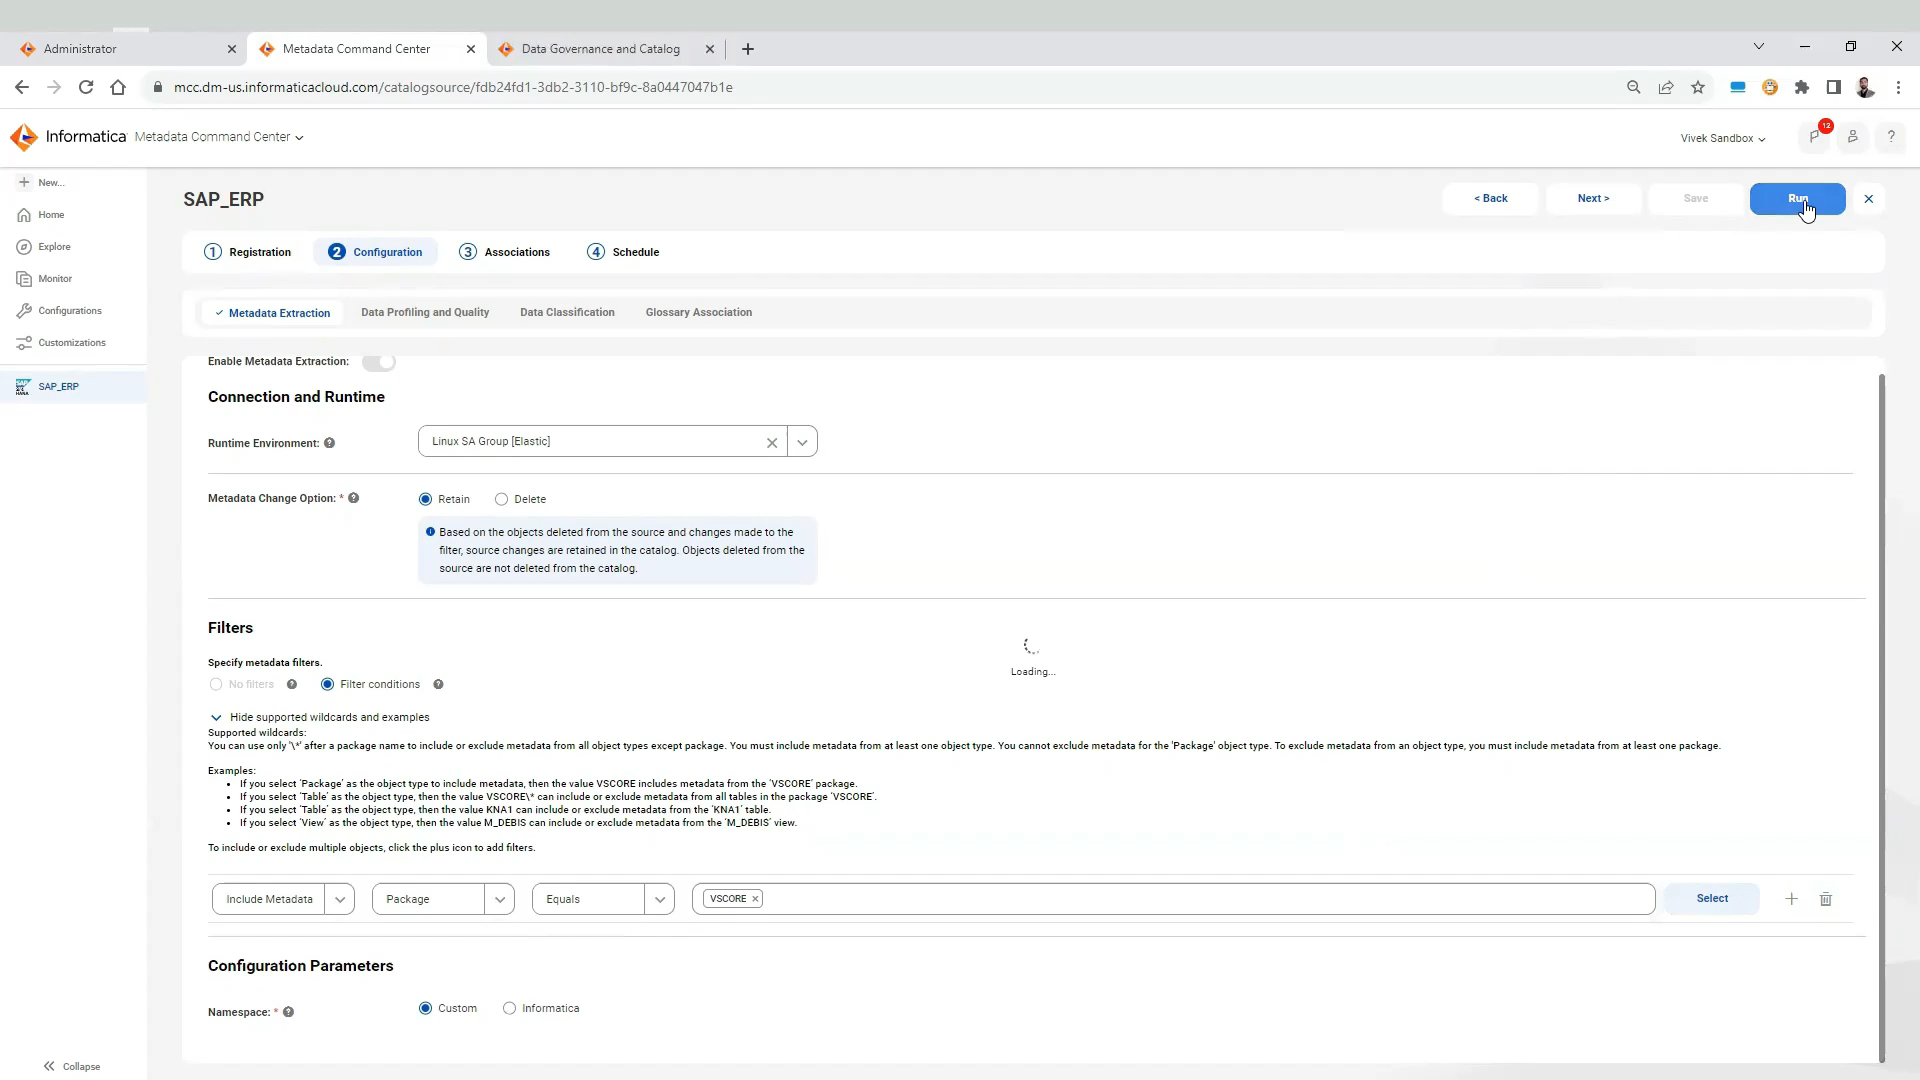 Administrator
Metadata Command Center
Data Governance and Catalog
mcc.dm-us.informaticacloud.com/catalogsource/fdb24fd1-3db2-3110-bf9c-8a0447047b1e
Informatica Metadata Command Center
Vivek Sandbox
12
?
New...
Home
Explore
Monitor
Configurations
Customizations
SAP_ERP
SAP_ERP
< Back
Next >
Save
Run
1 Registration
2 Configuration
3 Associations
4 Schedule
Metadata Extraction
Data Profiling and Quality
Data Classification
Glossary Association
Enable Metadata Extraction:
Connection and Runtime
Runtime Environment: ?
Linux SA Group [Elastic]
Metadata Change Option: * ?
Retain
Delete
Based on the objects deleted from the source and changes made to the
filter, source changes are retained in the catalog. Objects deleted from the
source are not deleted from the catalog.
Filters
Loading...
Specify metadata filters.
No filters ?
Filter conditions ?
Hide supported wildcards and examples
Supported wildcards:
You can use only '\*' after a package name to include or exclude metadata from all object types except package. You must include metadata from at least one object type. You cannot exclude metadata for the 'Package' object type. To exclude metadata from an object type, you must include metadata from at least one package.
Examples:
• If you select 'Package' as the object type to include metadata, then the value VSCORE includes metadata from the 'VSCORE' package.
• If you select 'Table' as the object type, then the value VSCORE\* can include or exclude metadata from all tables in the package 'VSCORE'.
• If you select 'Table' as the object type, then the value KNA1 can include or exclude metadata from the 'KNA1' table.
• If you select 'View' as the object type, then the value M_DEBIS can include or exclude metadata from the 'M_DEBIS' view.
To include or exclude multiple objects, click the plus icon to add filters.
Include Metadata
Package
Equals
VSCORE
Select
Configuration Parameters
Namespace: * ?
Custom
Informatica
Collapse